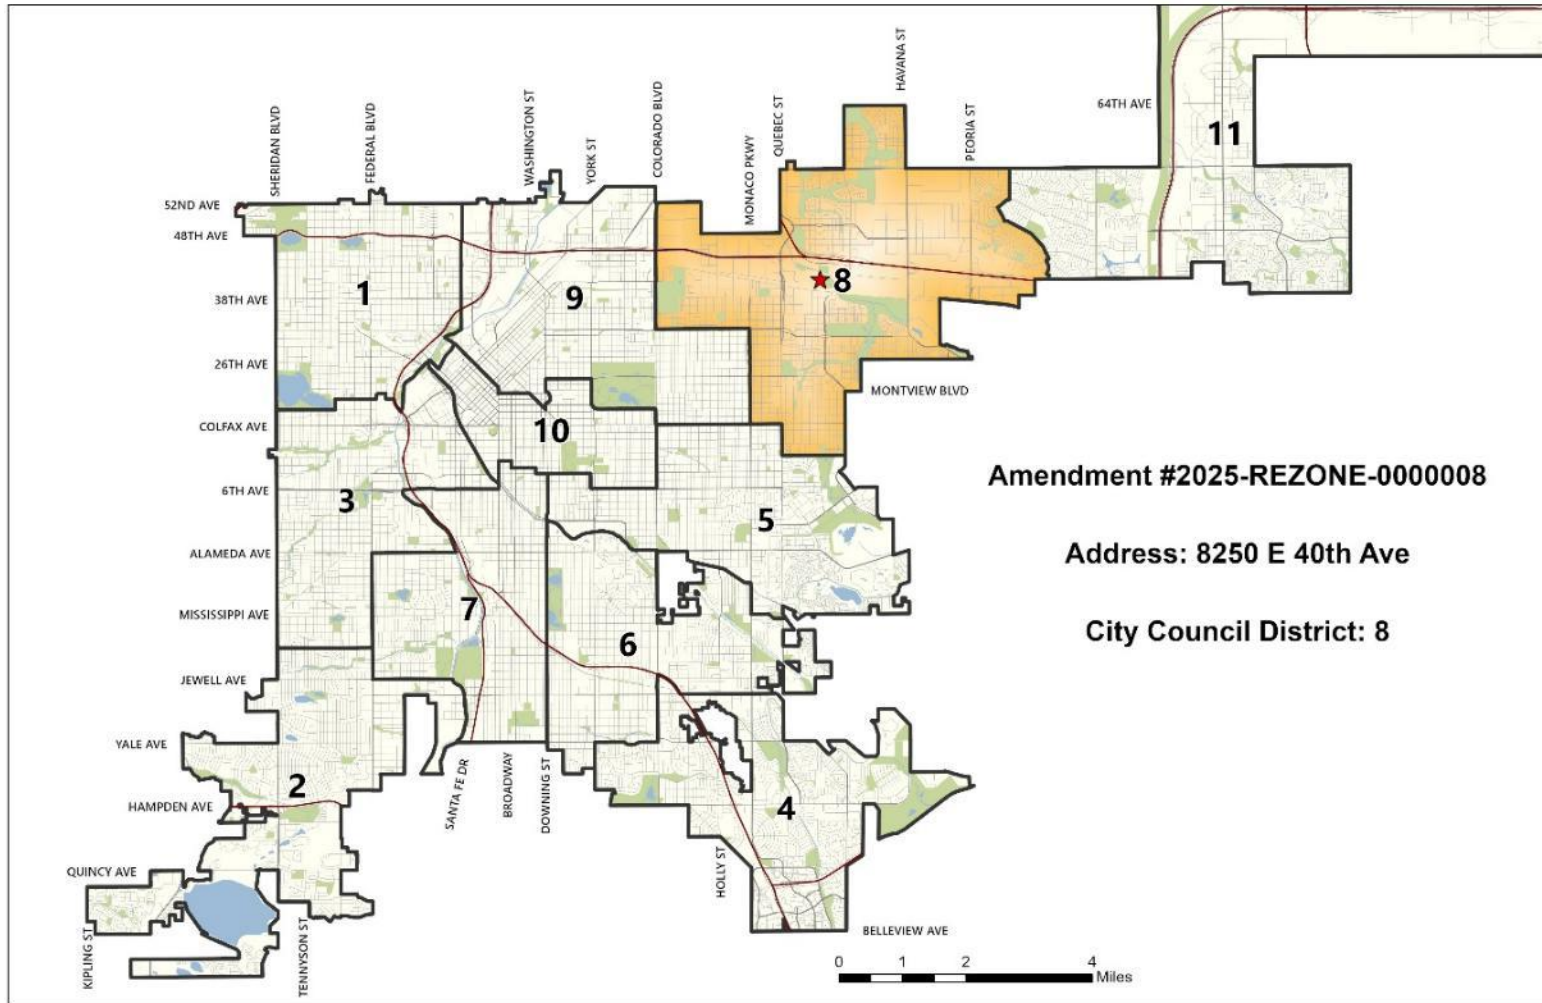 SHERIDAN BLVD
FEDERAL BLVD
WASHINGTON ST
YORK ST
COLORADO BLVD
MONACO PKWY
QUEBEC ST
HAVANA ST
PEORIA ST
64TH AVE
11
52ND AVE
48TH AVE
1
9
8
38TH AVE
26TH AVE
MONTVIEW BLVD
COLFAX AVE
10
6TH AVE
3
5
ALAMEDA AVE
7
MISSISSIPPI AVE
6
JEWELL AVE
YALE AVE
2
HAMPDEN AVE
SANTA FE DR
BROADWAY
DOWNING ST
4
QUINCY AVE
HOLLY ST
KIPLING ST
TENNYSON ST
BELLEVIEW AVE
Amendment #2025-REZONE-0000008
Address: 8250 E 40th Ave
City Council District: 8
0 1 2 4
Miles